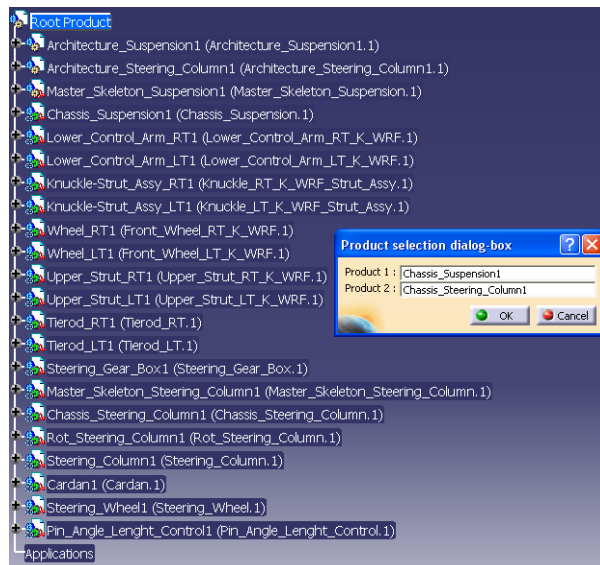 Root Product
Architecture_Suspension1 (Architecture_Suspension1.1)
Architecture_Steering_Column1 (Architecture_Steering_Column1.1)
Master_Skeleton_Suspension1 (Master_Skeleton_Suspension.1)
Chassis_Suspension1 (Chassis_Suspension.1)
Lower_Control_Arm_RT1 (Lower_Control_Arm_RT_K_WRF.1)
Lower_Control_Arm_LT1 (Lower_Control_Arm_LT_K_WRF.1)
Knuckle-Strut_Assy_RT1 (Knuckle_RT_K_WRF_Strut_Assy.1)
Knuckle-Strut_Assy_LT1 (Knuckle_LT_K_WRF_Strut_Assy.1)
Wheel_RT1 (Front_Wheel_RT_K_WRF.1)
Wheel_LT1 (Front_Wheel_LT_K_WRF.1)
Upper_Strut_RT1 (Upper_Strut_RT_K_WRF.1)
Upper_Strut_LT1 (Upper_Strut_LT_K_WRF.1)
Tierod_RT1 (Tierod_RT.1)
Tierod_LT1 (Tierod_LT.1)
Steering_Gear_Box1 (Steering_Gear_Box.1)
Master_Skeleton_Steering_Column1 (Master_Skeleton_Steering_Column.1)
Chassis_Steering_Column1 (Chassis_Steering_Column.1)
Rot_Steering_Column1 (Rot_Steering_Column.1)
Steering_Column1 (Steering_Column.1)
Cardan1 (Cardan.1)
Steering_Wheel1 (Steering_Wheel.1)
Pin_Angle_Lenght_Control1 (Pin_Angle_Lenght_Control.1)
Applications
Product selection dialog-box
Product 1 : Chassis_Suspension1
Product 2 : Chassis_Steering_Column1
OK Cancel